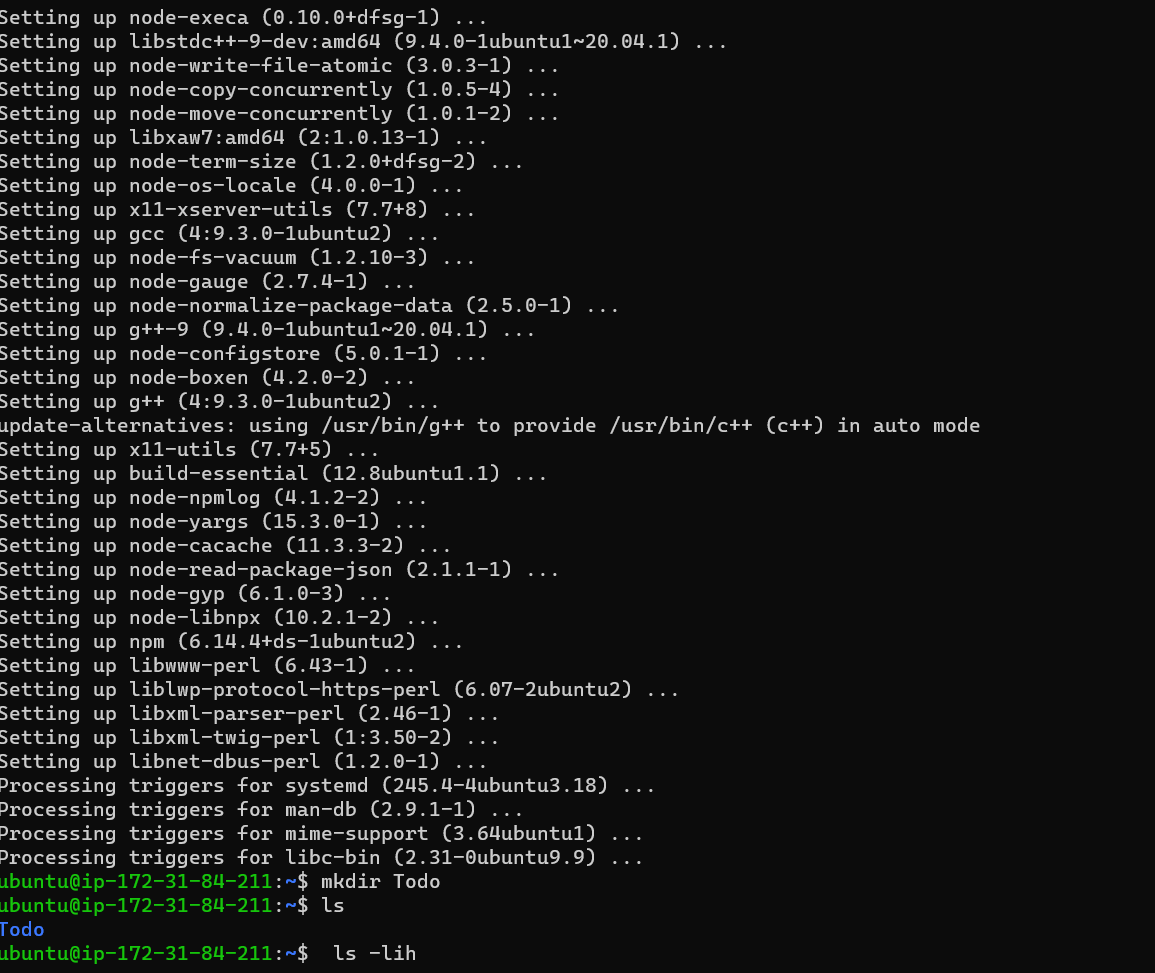 Setting up node-execa (0.10.0+dfsg-1) ...
Setting up libstdc++-9-dev:amd64 (9.4.0-1ubuntu1~20.04.1) ...
Setting up node-write-file-atomic (3.0.3-1) ...
Setting up node-copy-concurrently (1.0.5-4) ...
Setting up node-move-concurrently (1.0.1-2) ...
Setting up libxaw7:amd64 (2:1.0.13-1) ...
Setting up node-term-size (1.2.0+dfsg-2) ...
Setting up node-os-locale (4.0.0-1) ...
Setting up x11-xserver-utils (7.7+8) ...
Setting up gcc (4:9.3.0-1ubuntu2) ...
Setting up node-fs-vacuum (1.2.10-3) ...
Setting up node-gauge (2.7.4-1) ...
Setting up node-normalize-package-data (2.5.0-1) ...
Setting up g++-9 (9.4.0-1ubuntu1~20.04.1) ...
Setting up node-configstore (5.0.1-1) ...
Setting up node-boxen (4.2.0-2) ...
Setting up g++ (4:9.3.0-1ubuntu2) ...
update-alternatives: using /usr/bin/g++ to provide /usr/bin/c++ (c++) in auto mode
Setting up x11-utils (7.7+5) ...
Setting up build-essential (12.8ubuntu1.1) ...
Setting up node-npmlog (4.1.2-2) ...
Setting up node-yargs (15.3.0-1) ...
Setting up node-cacache (11.3.3-2) ...
Setting up node-read-package-json (2.1.1-1) ...
Setting up node-gyp (6.1.0-3) ...
Setting up node-libnpx (10.2.1-2) ...
Setting up npm (6.14.4+ds-1ubuntu2) ...
Setting up libwww-perl (6.43-1) ...
Setting up liblwp-protocol-https-perl (6.07-2ubuntu2) ...
Setting up libxml-parser-perl (2.46-1) ...
Setting up libxml-twig-perl (1:3.50-2) ...
Setting up libnet-dbus-perl (1.2.0-1) ...
Processing triggers for systemd (245.4-4ubuntu3.18) ...
Processing triggers for man-db (2.9.1-1) ...
Processing triggers for mime-support (3.64ubuntu1) ...
Processing triggers for libc-bin (2.31-0ubuntu9.9) ...
ubuntu@ip-172-31-84-211:~$ mkdir Todo
ubuntu@ip-172-31-84-211:~$ ls
Todo
ubuntu@ip-172-31-84-211:~$  ls -lih